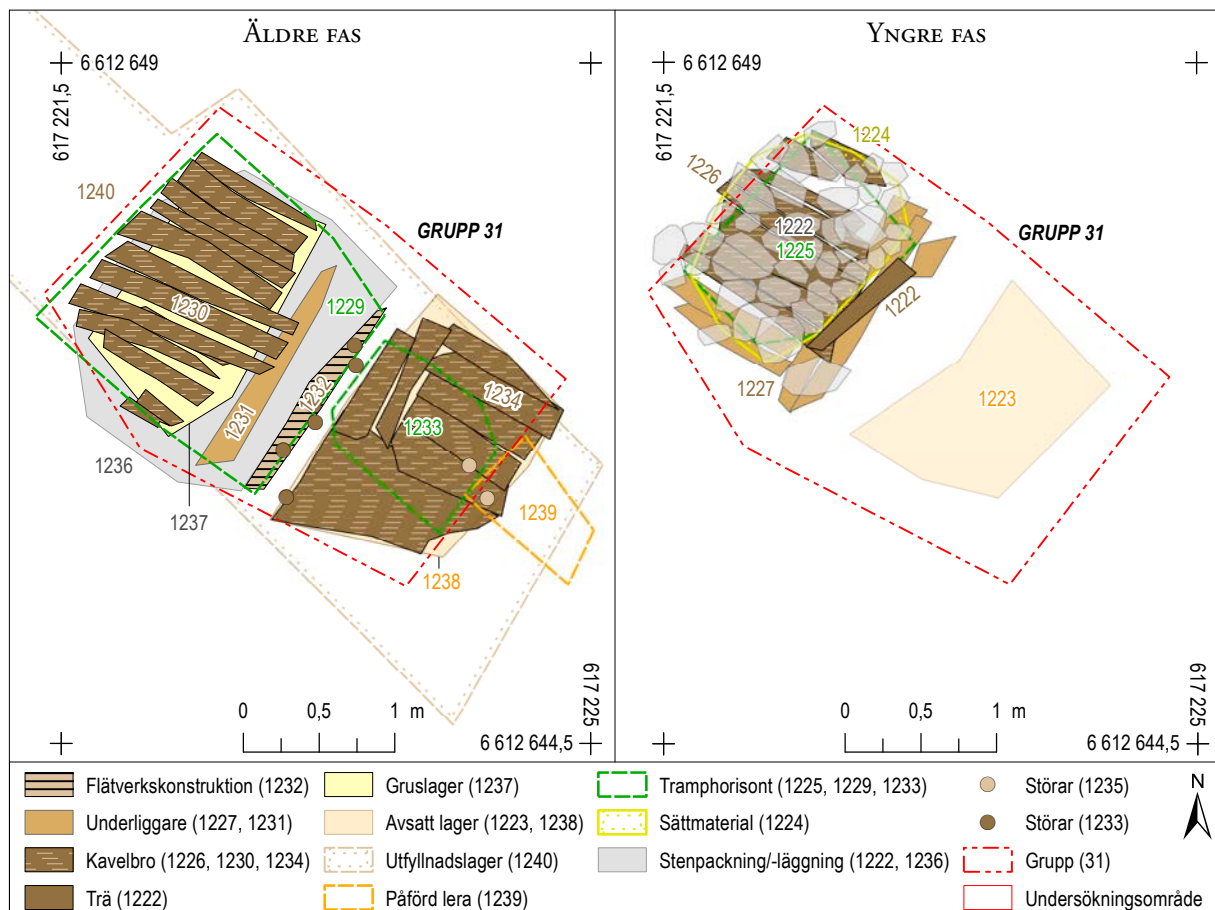 ÄLDRE FAS
6 612 649
617 221,5
1240
GRUPP 31
1229
1230
1231
1232
1233
1234
1236
1237
1238
1239
617 225
0 0,5 1 m
6 612 644,5
YNGRE FAS
6 612 649
617 221,5
1224
1226
GRUPP 31
1222
1225
1222
1227
1223
617 225
0 0,5 1 m
6 612 644,5
Flätverkskonstruktion (1232)
Underliggare (1227, 1231)
Kavelbro (1226, 1230, 1234)
Trä (1222)
Gruslager (1237)
Avsatt lager (1223, 1238)
Utfyllnadslager (1240)
Påförd lera (1239)
Tramphorisont (1225, 1229, 1233)
Sättmaterial (1224)
Stenpackning/-läggning (1222, 1236)
Störar (1235)
Störar (1233)
Grupp (31)
Undersökningsområde
N